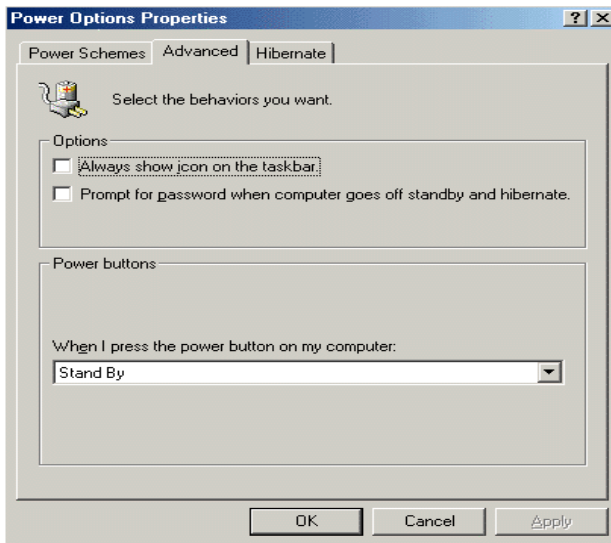 Power Options Properties
Power Schemes Advanced Hibernate
Select the behaviors you want.
Options
Always show icon on the taskbar.
Prompt for password when computer goes off standby and hibernate.
Power buttons
When I press the power button on my computer:
Stand By
OK Cancel Apply